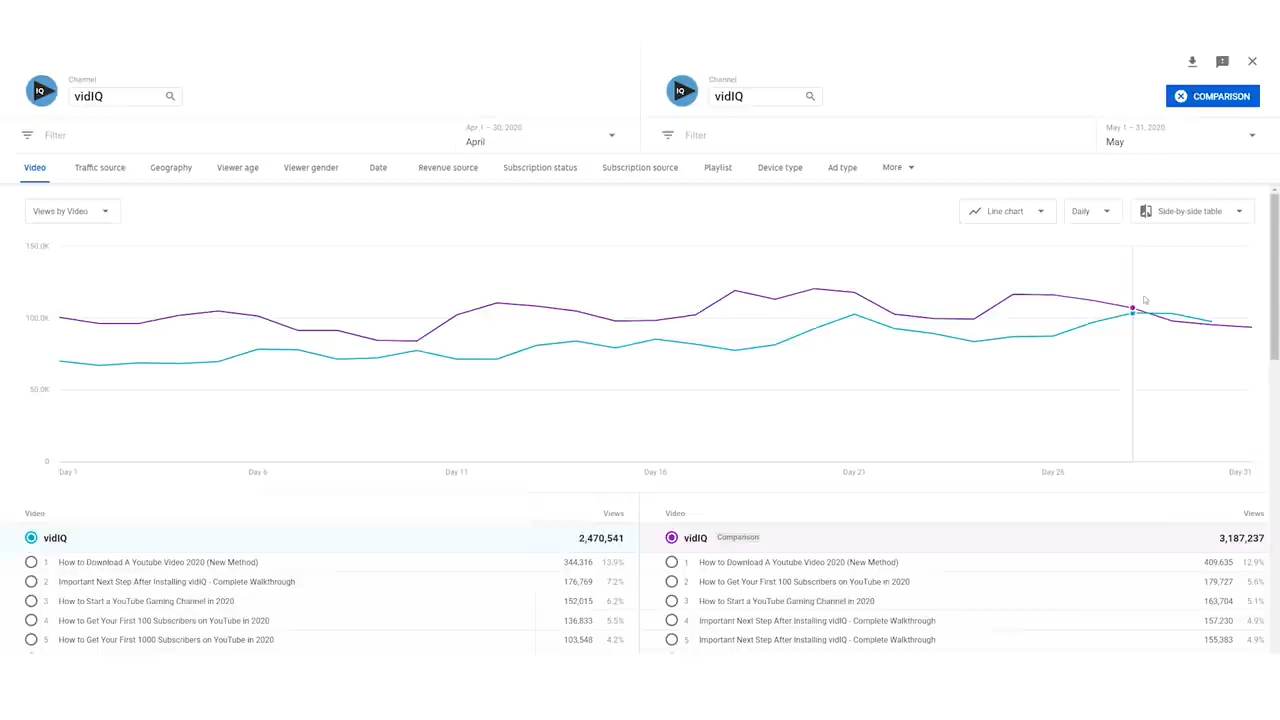 Channel
IQ vidIQ
Channel
IQ vidIQ
COMPARISON
Filter
Apr 1 – 30, 2020
April
Filter
May 1 – 31, 2020
May
Video Traffic source Geography Viewer age Viewer gender Date Revenue source Subscription status Subscription source Playlist Device type Ad type More
Views by Video
Line chart Daily Side-by-side table
150.0K
100.0K
50.0K
0
Day 1 Day 6 Day 11 Day 16 Day 21 Day 26 Day 31
Video Views
vidIQ 2,470,541
1 How to Download A Youtube Video 2020 (New Method) 344,316 13.9%
2 Important Next Step After Installing vidIQ - Complete Walkthrough 176,769 7.2%
3 How to Start a YouTube Gaming Channel in 2020 152,015 6.2%
4 How to Get Your First 100 Subscribers on YouTube in 2020 136,833 5.5%
5 How to Get Your First 1000 Subscribers on YouTube in 2020 103,548 4.2%
Video Views
vidIQ Comparison 3,187,237
1 How to Download A Youtube Video 2020 (New Method) 409,635 12.9%
2 How to Get Your First 100 Subscribers on YouTube in 2020 179,727 5.6%
3 How to Start a YouTube Gaming Channel in 2020 163,704 5.1%
4 Important Next Step After Installing vidIQ - Complete Walkthrough 157,230 4.9%
5 Important Next Step After Installing vidIQ - Complete Walkthrough 155,383 4.9%